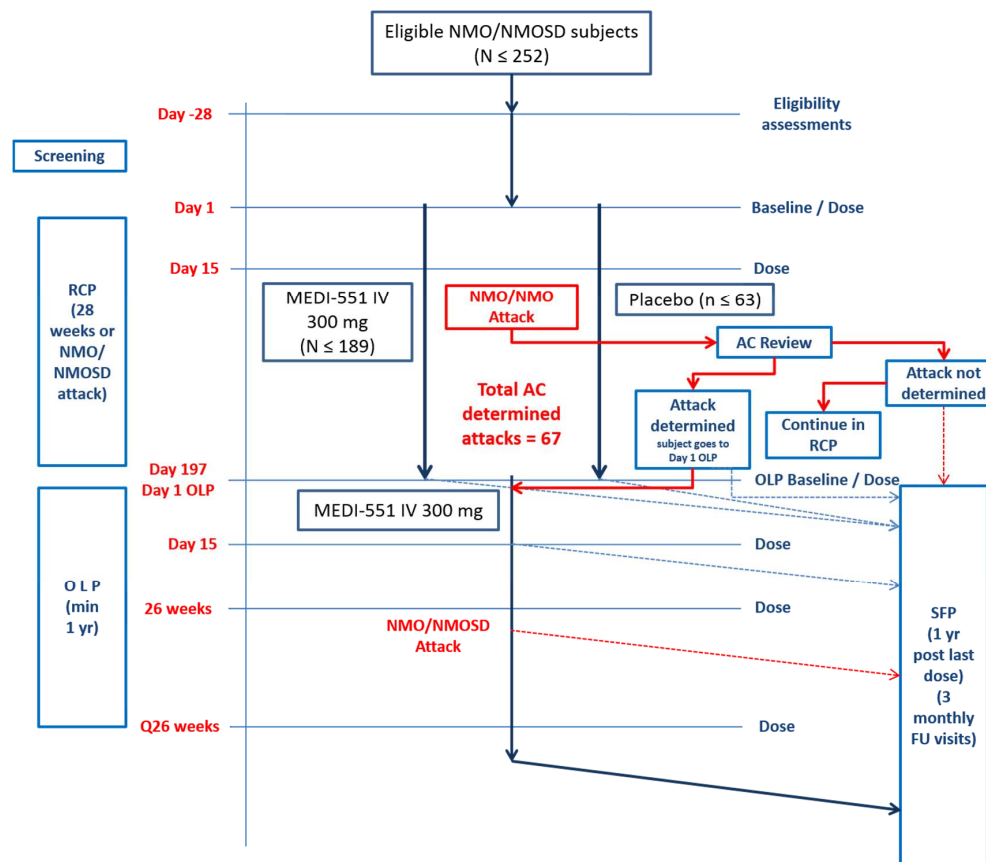 Eligible NMO/NMOSD subjects
(N ≤ 252)
Day -28
Eligibility
assessments
Screening
Day 1
Baseline / Dose
Day 15
Dose
RCP
(28
weeks or
NMO/
NMOSD
attack)
MEDI-551 IV
300 mg
(N ≤ 189)
NMO/NMO
Attack
Placebo (n ≤ 63)
AC Review
Attack not
determined
Total AC
determined
attacks = 67
Attack
determined
subject goes to
Day 1 OLP
Continue in
RCP
Day 197
Day 1 OLP
OLP Baseline / Dose
MEDI-551 IV 300 mg
Day 15
Dose
O L P
(min
1 yr)
26 weeks
Dose
NMO/NMOSD
Attack
SFP
(1 yr
post last
dose)
(3
monthly
FU visits)
Q26 weeks
Dose